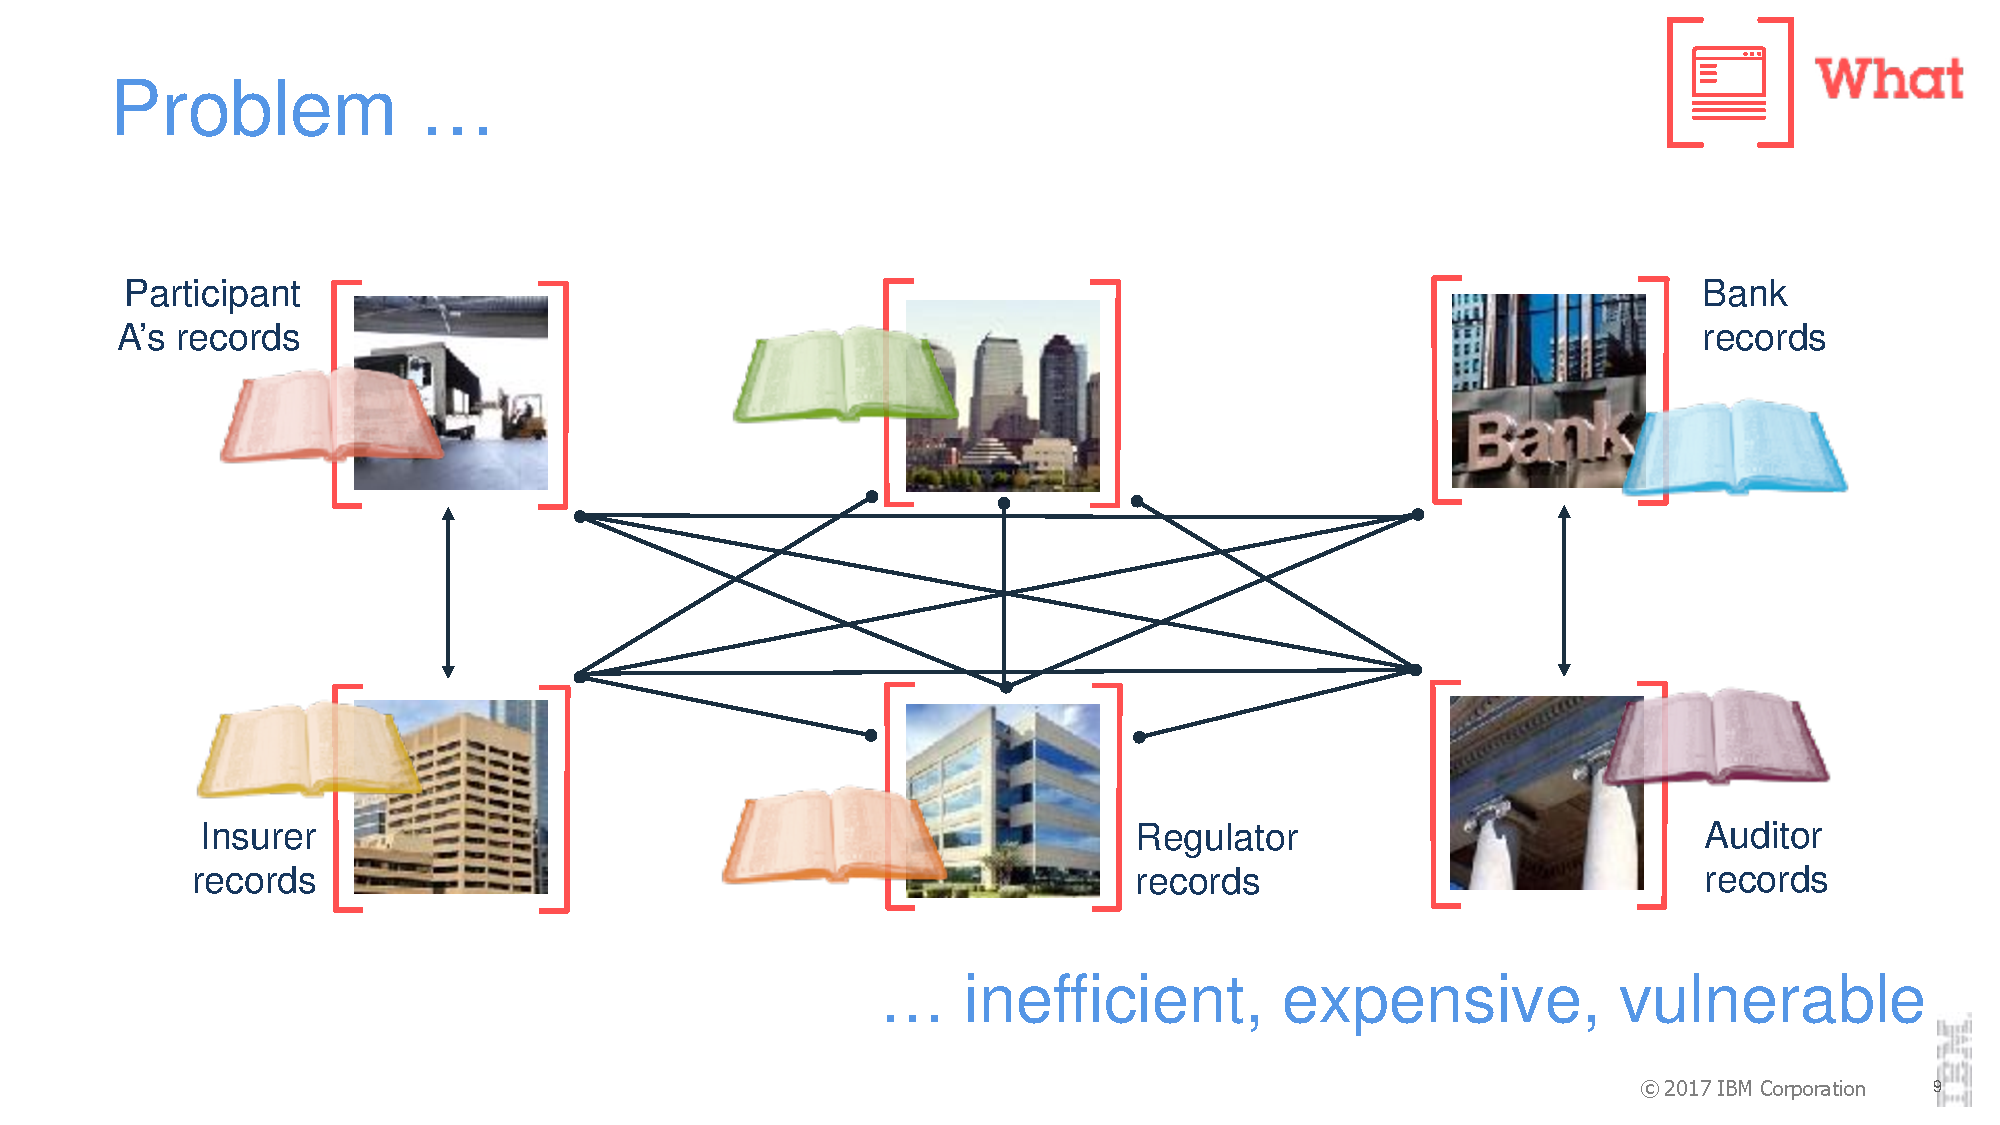 Problem …
What
Participant
A’s records
Bank
records
Bank
Insurer
records
Regulator
records
Auditor
records
… inefficient, expensive, vulnerable
© 2017 IBM Corporation
9
IBM